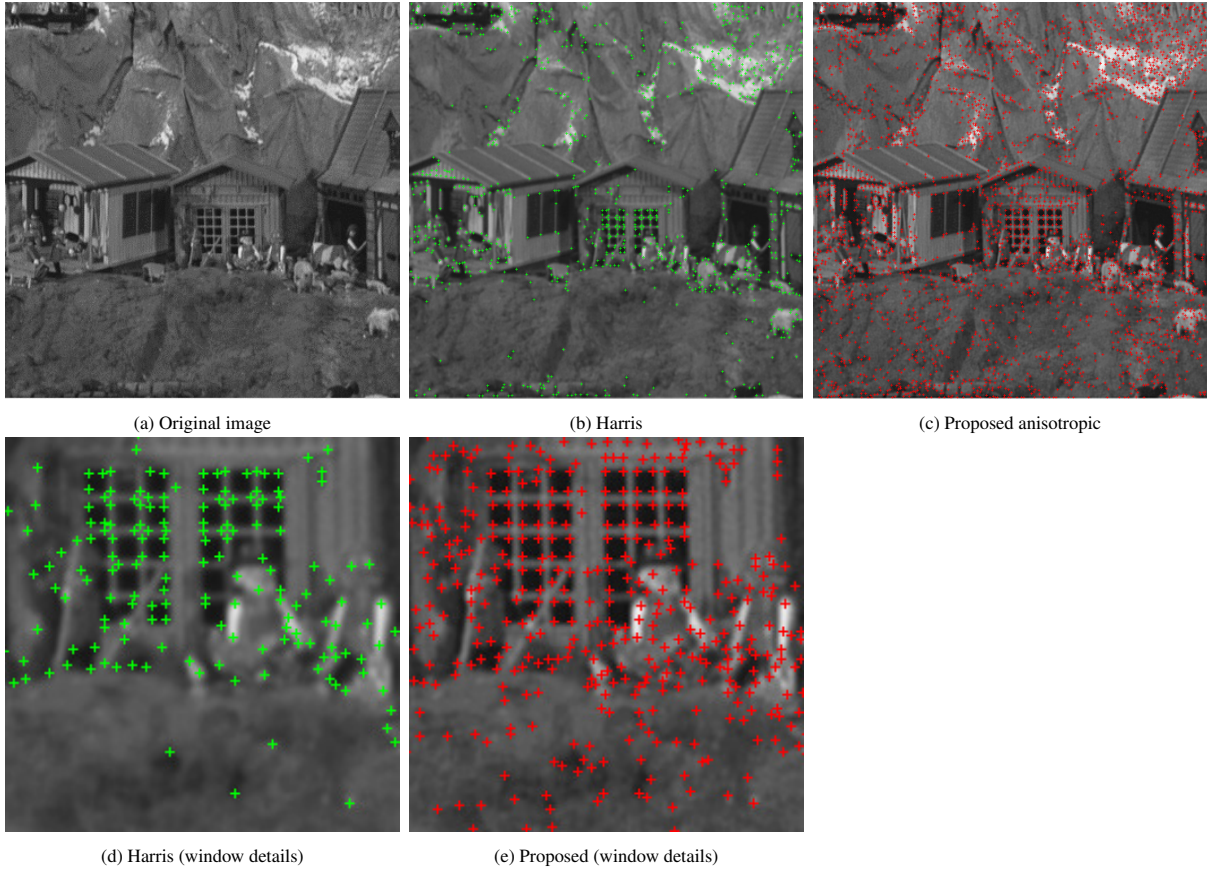 (a) Original image
(b) Harris
(c) Proposed anisotropic
(d) Harris (window details)
(e) Proposed (window details)